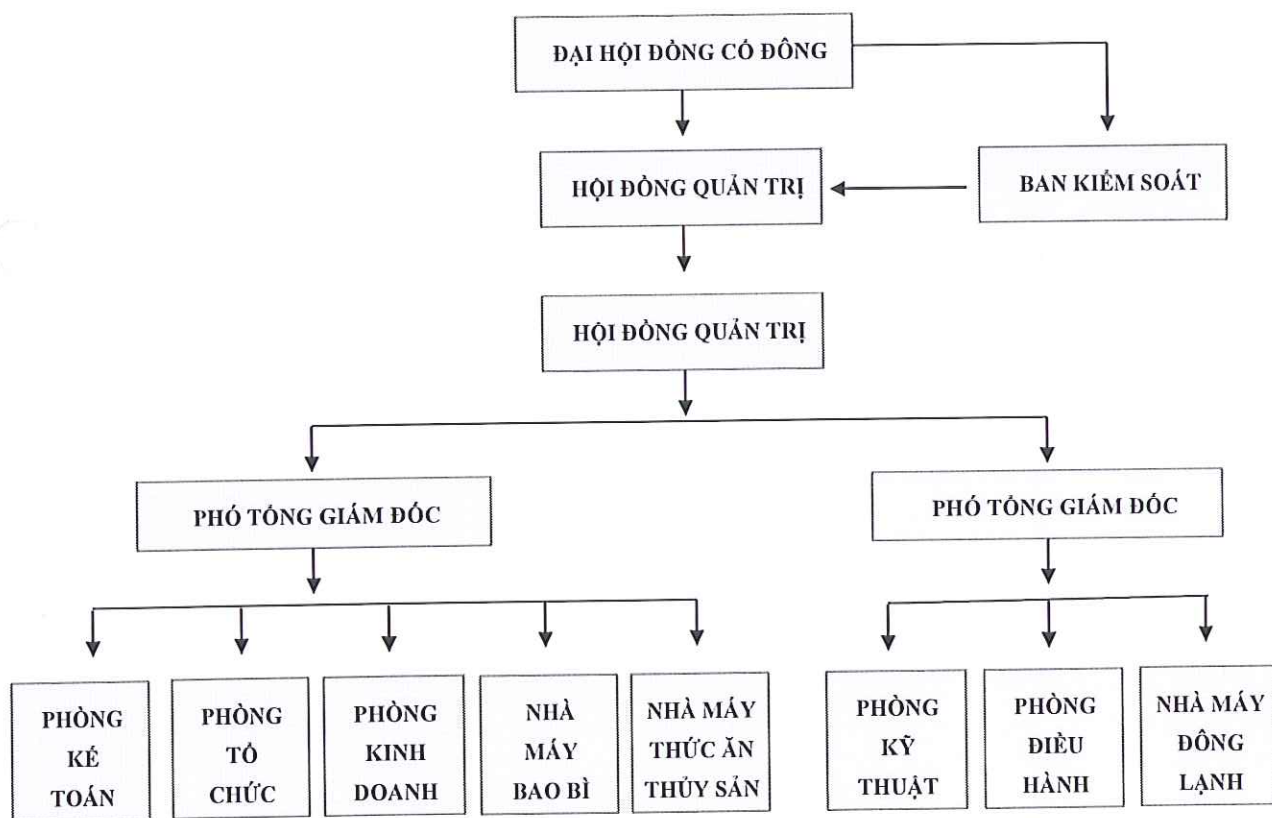 ĐẠI HỘI ĐỒNG CỔ ĐÔNG
HỘI ĐỒNG QUẢN TRỊ
BAN KIỂM SOÁT
HỘI ĐỒNG QUẢN TRỊ
PHÓ TỔNG GIÁM ĐỐC
PHÓ TỔNG GIÁM ĐỐC
PHÒNG
KẾ
TOÁN
PHÒNG
TỔ
CHỨC
PHÒNG
KINH
DOANH
NHÀ
MÁY
BAO BÌ
NHÀ MÁY
THỨC ĂN
THỦY SẢN
PHÒNG
KỸ
THUẬT
PHÒNG
ĐIỀU
HÀNH
NHÀ MÁY
ĐÔNG
LẠNH